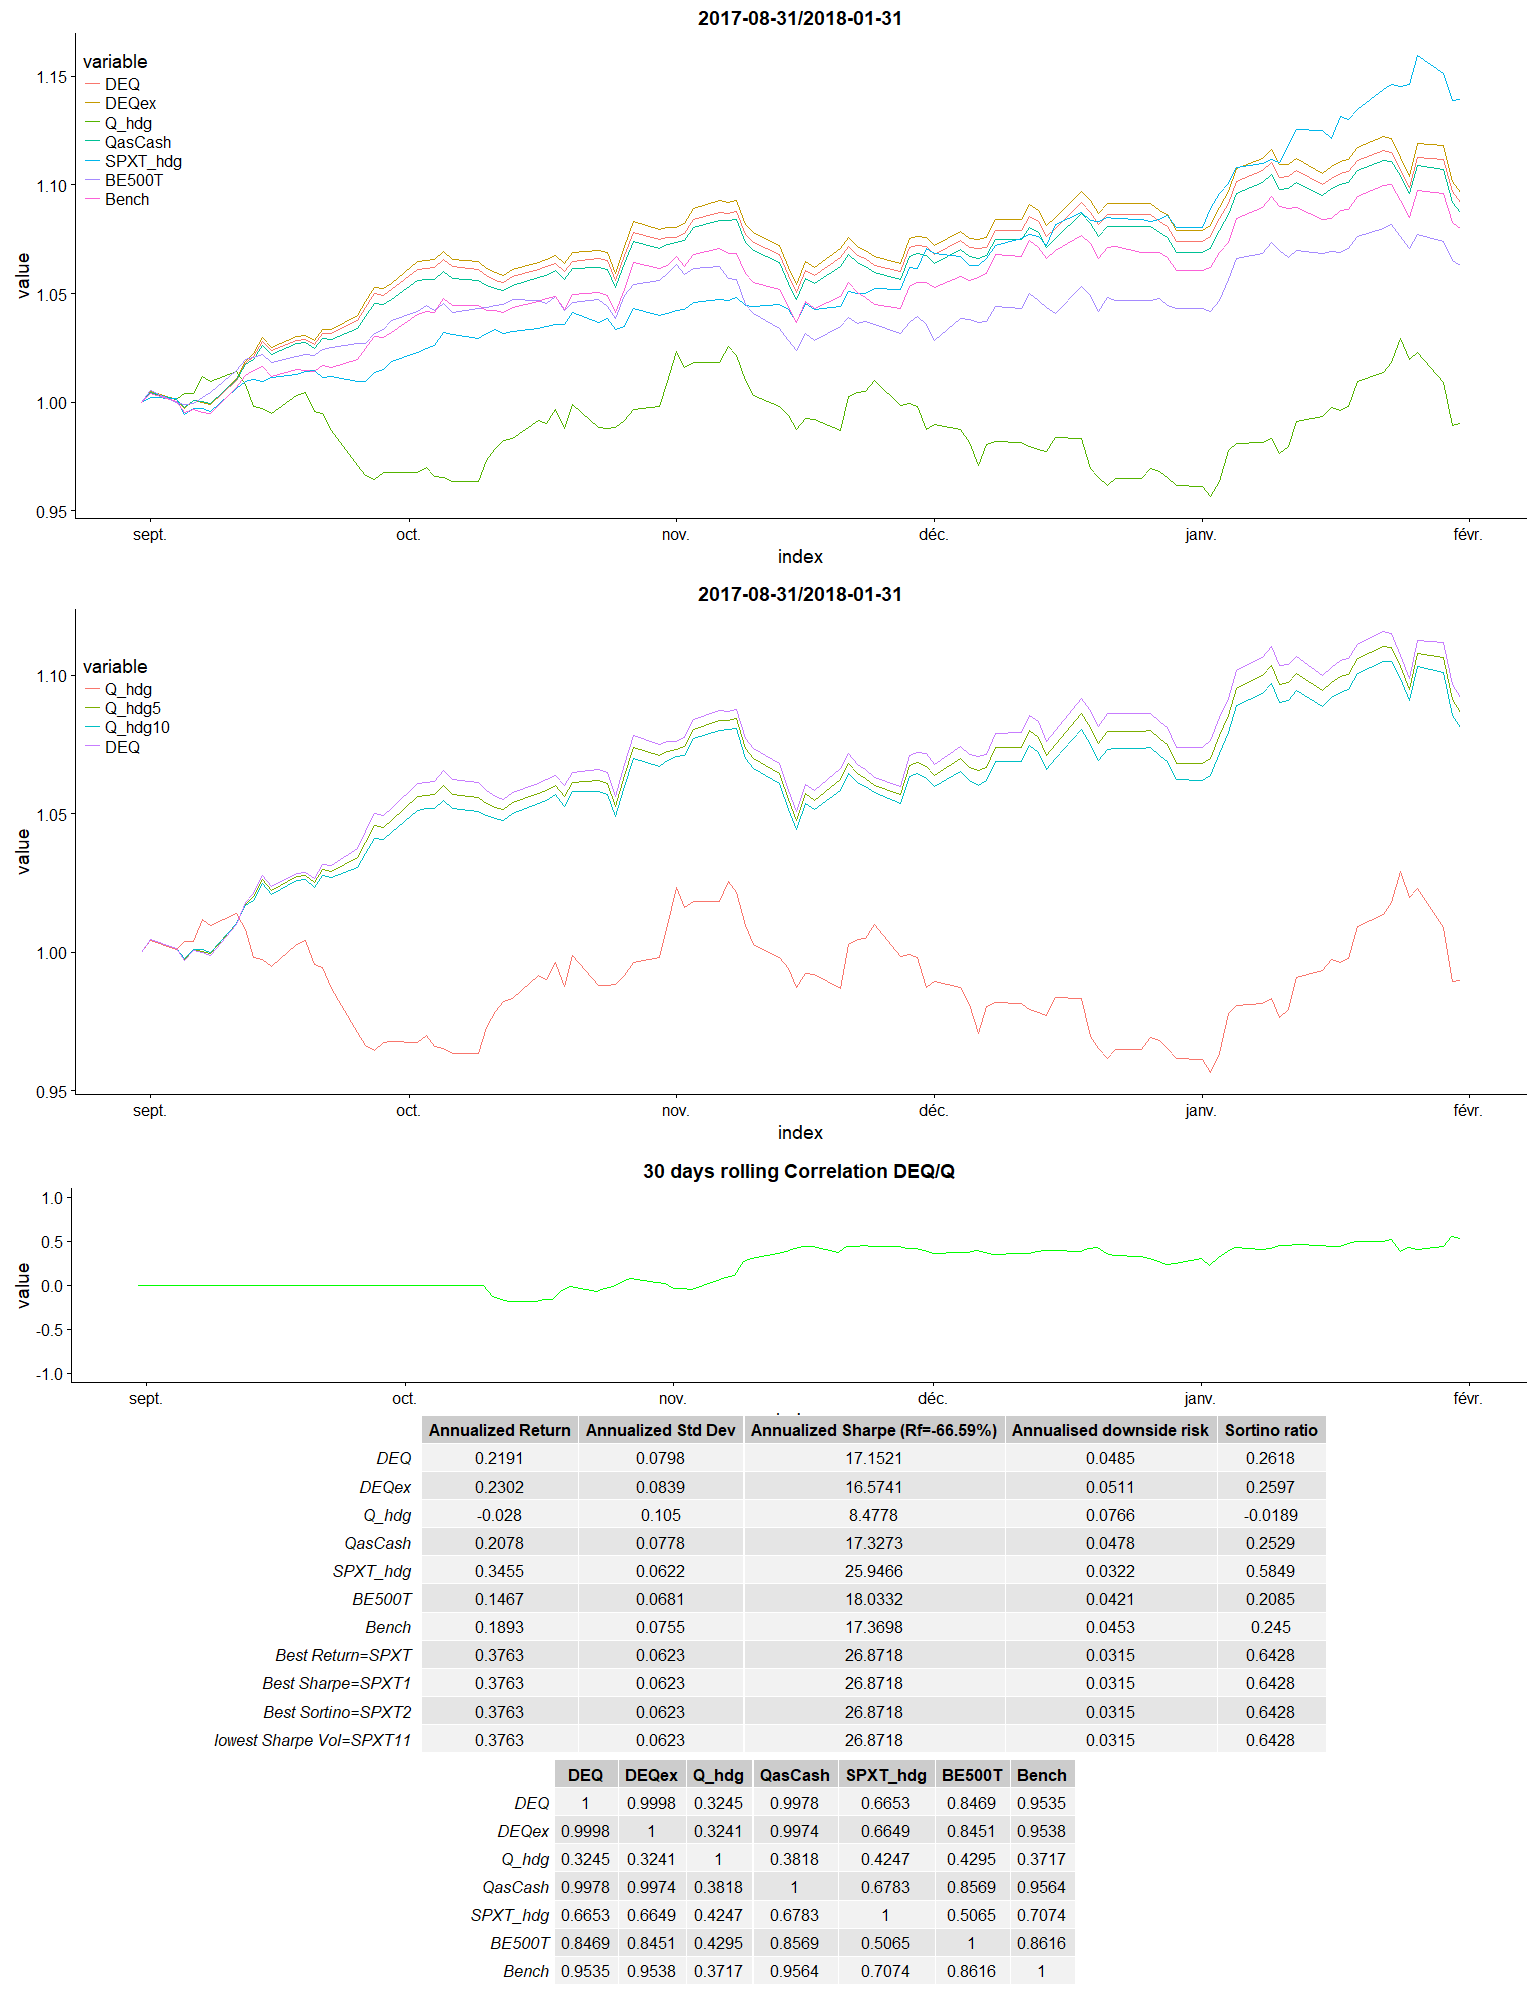 2017-08-31/2018-01-31
variable
DEQ
DEQex
Q_hdg
QasCash
SPXT_hdg
BE500T
Bench
1.15
1.10
1.05
1.00
0.95
value
sept. oct. nov. déc. janv. févr.
index
2017-08-31/2018-01-31
variable
Q_hdg
Q_hdg5
Q_hdg10
DEQ
1.10
1.05
1.00
0.95
value
sept. oct. nov. déc. janv. févr.
index
30 days rolling Correlation DEQ/Q
1.0
0.5
0.0
-0.5
-1.0
value
sept. oct. nov. déc. janv. févr.
Annualized Return Annualized Std Dev Annualized Sharpe (Rf=-66.59%) Annualised downside risk Sortino ratio
DEQ 0.2191 0.0798 17.1521 0.0485 0.2618
DEQex 0.2302 0.0839 16.5741 0.0511 0.2597
Q_hdg -0.028 0.105 8.4778 0.0766 -0.0189
QasCash 0.2078 0.0778 17.3273 0.0478 0.2529
SPXT_hdg 0.3455 0.0622 25.9466 0.0322 0.5849
BE500T 0.1467 0.0681 18.0332 0.0421 0.2085
Bench 0.1893 0.0755 17.3698 0.0453 0.245
Best Return=SPXT 0.3763 0.0623 26.8718 0.0315 0.6428
Best Sharpe=SPXT1 0.3763 0.0623 26.8718 0.0315 0.6428
Best Sortino=SPXT2 0.3763 0.0623 26.8718 0.0315 0.6428
lowest Sharpe Vol=SPXT11 0.3763 0.0623 26.8718 0.0315 0.6428
DEQ DEQex Q_hdg QasCash SPXT_hdg BE500T Bench
DEQ 1 0.9998 0.3245 0.9978 0.6653 0.8469 0.9535
DEQex 0.9998 1 0.3241 0.9974 0.6649 0.8451 0.9538
Q_hdg 0.3245 0.3241 1 0.3818 0.4247 0.4295 0.3717
QasCash 0.9978 0.9974 0.3818 1 0.6783 0.8569 0.9564
SPXT_hdg 0.6653 0.6649 0.4247 0.6783 1 0.5065 0.7074
BE500T 0.8469 0.8451 0.4295 0.8569 0.5065 1 0.8616
Bench 0.9535 0.9538 0.3717 0.9564 0.7074 0.8616 1